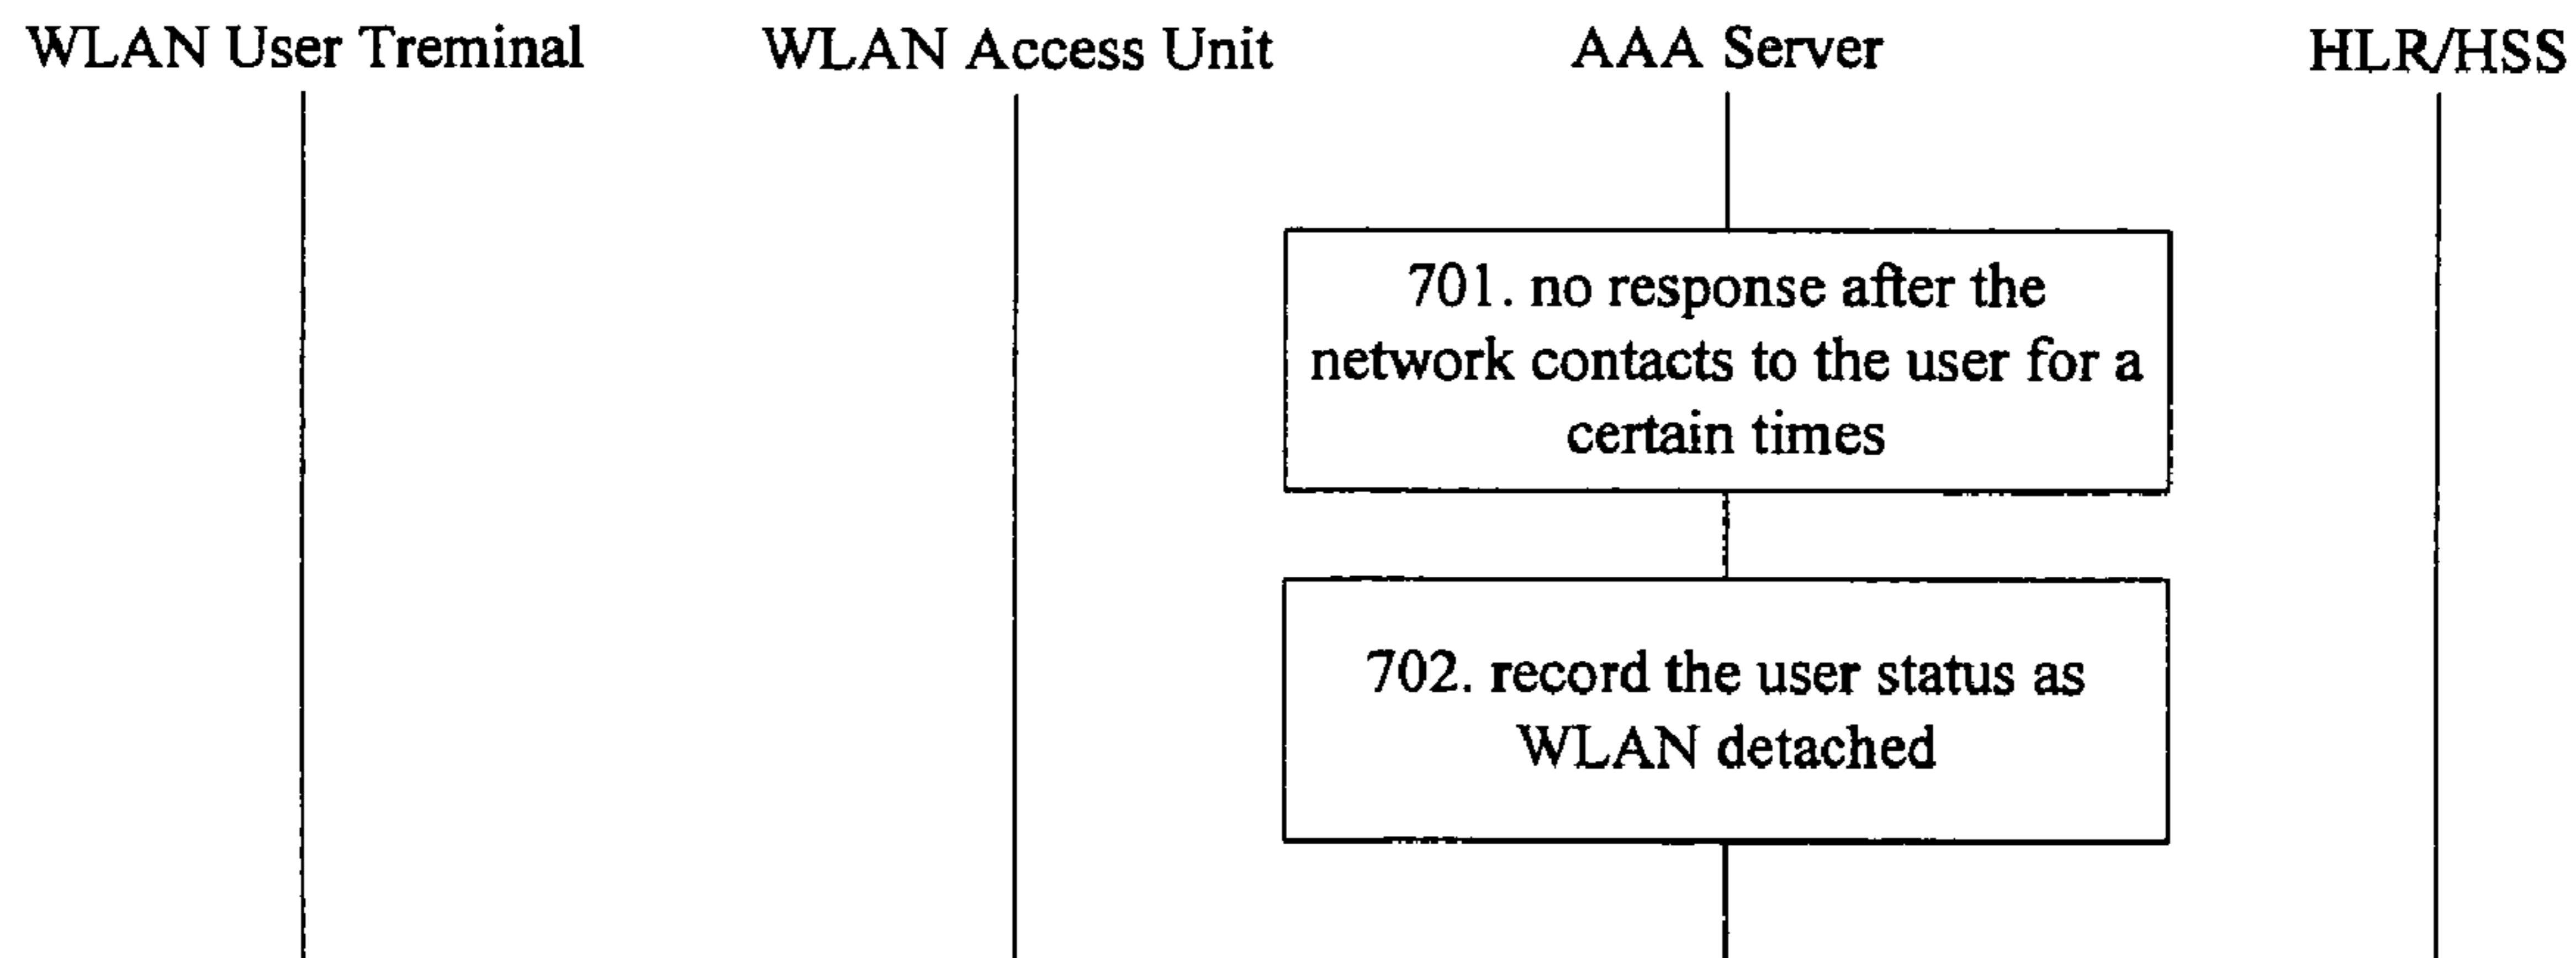 WLAN User Treminal
WLAN Access Unit
AAA Server
HLR/HSS
701. no response after the
network contacts to the user for a
certain times
702. record the user status as
WLAN detached